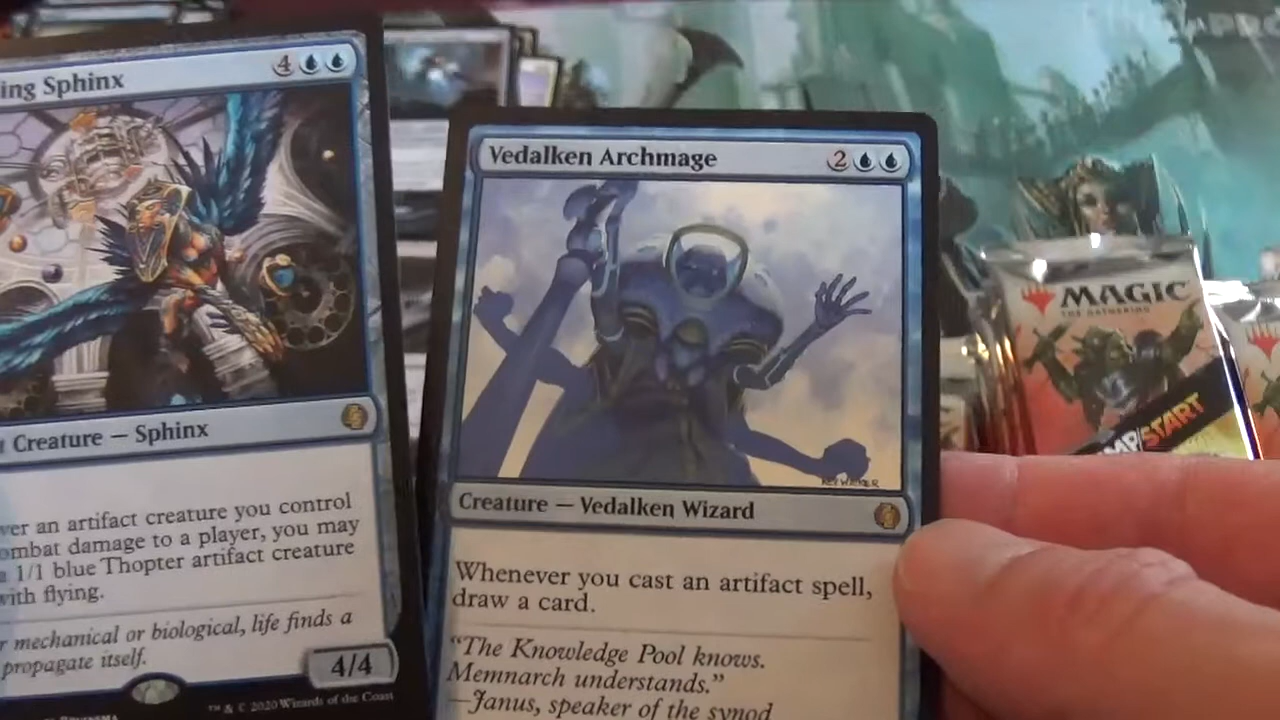 ing Sphinx
4
t Creature — Sphinx
ver an artifact creature you control
ombat damage to a player, you may
a 1/1 blue Thopter artifact creature
with flying.
r mechanical or biological, life finds a
propagate itself.
4/4
™ & © 2020 Wizards of the Coast
Vedalken Archmage
2
Creature — Vedalken Wizard
Whenever you cast an artifact spell,
draw a card.
"The Knowledge Pool knows.
Memnarch understands."
—Janus, speaker of the synod
MAGIC
THE GATHERING
MPSTART
PRO